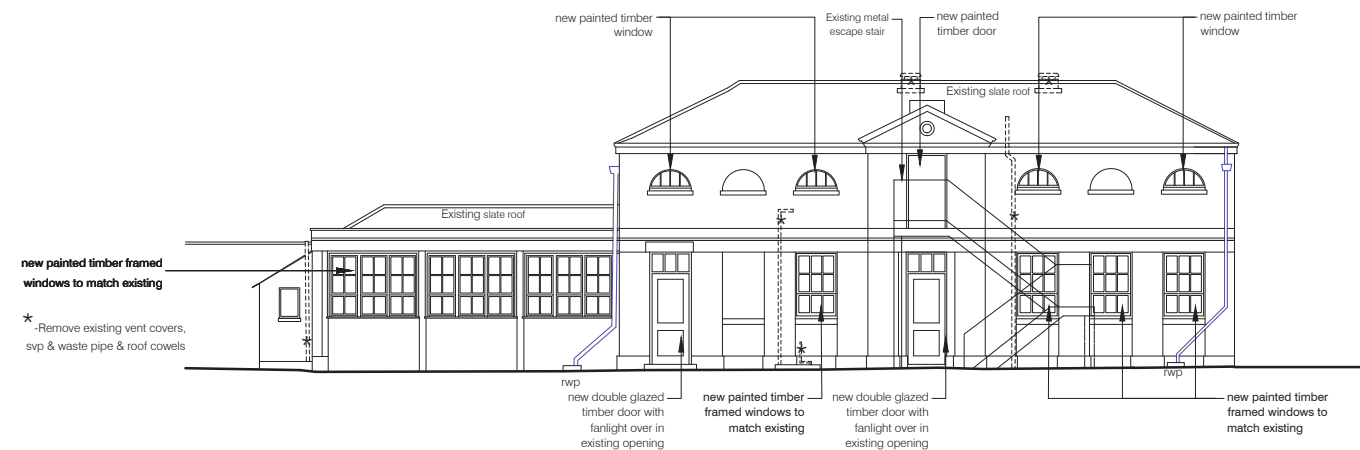 new painted timber
window
Existing metal
escape stair
new painted
timber door
new painted timber
window
Existing slate roof
Existing slate roof
new painted timber framed
windows to match existing
* -Remove existing vent covers,
svp & waste pipe & roof cowels
*
*
*
*
*
*
rwp
rwp
new double glazed
timber door with
fanlight over in
existing opening
new painted timber
framed windows to
match existing
new double glazed
timber door with
fanlight over in
existing opening
new painted timber
framed windows to
match existing